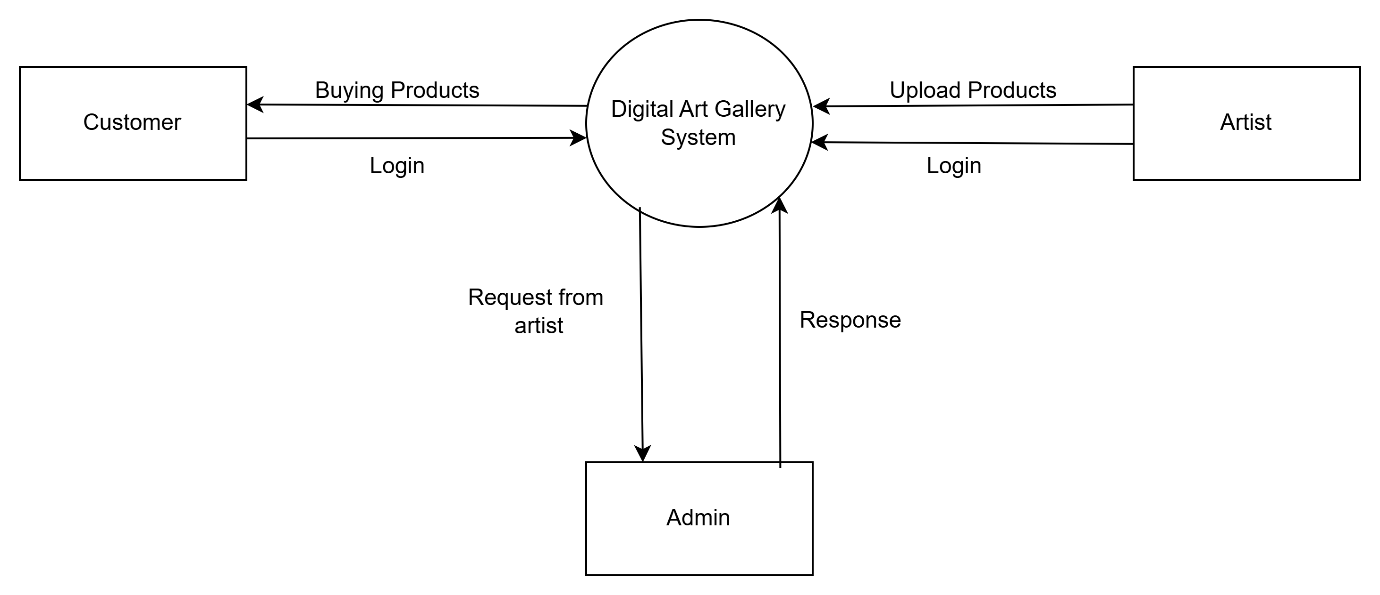 Buying Products
Upload Products
Customer
Digital Art Gallery
System
Artist
Login
Login
Request from
artist
Response
Admin